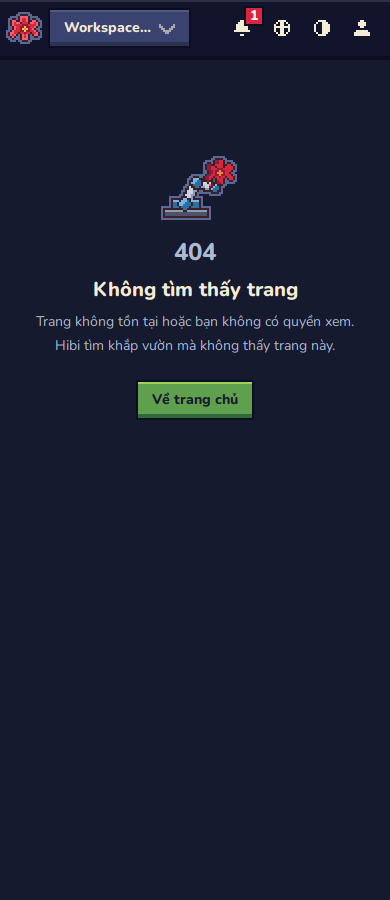 Workspace...
1
404
Không tìm thấy trang
Trang không tồn tại hoặc bạn không có quyền xem.
Hibi tìm khắp vườn mà không thấy trang này.
Về trang chủ